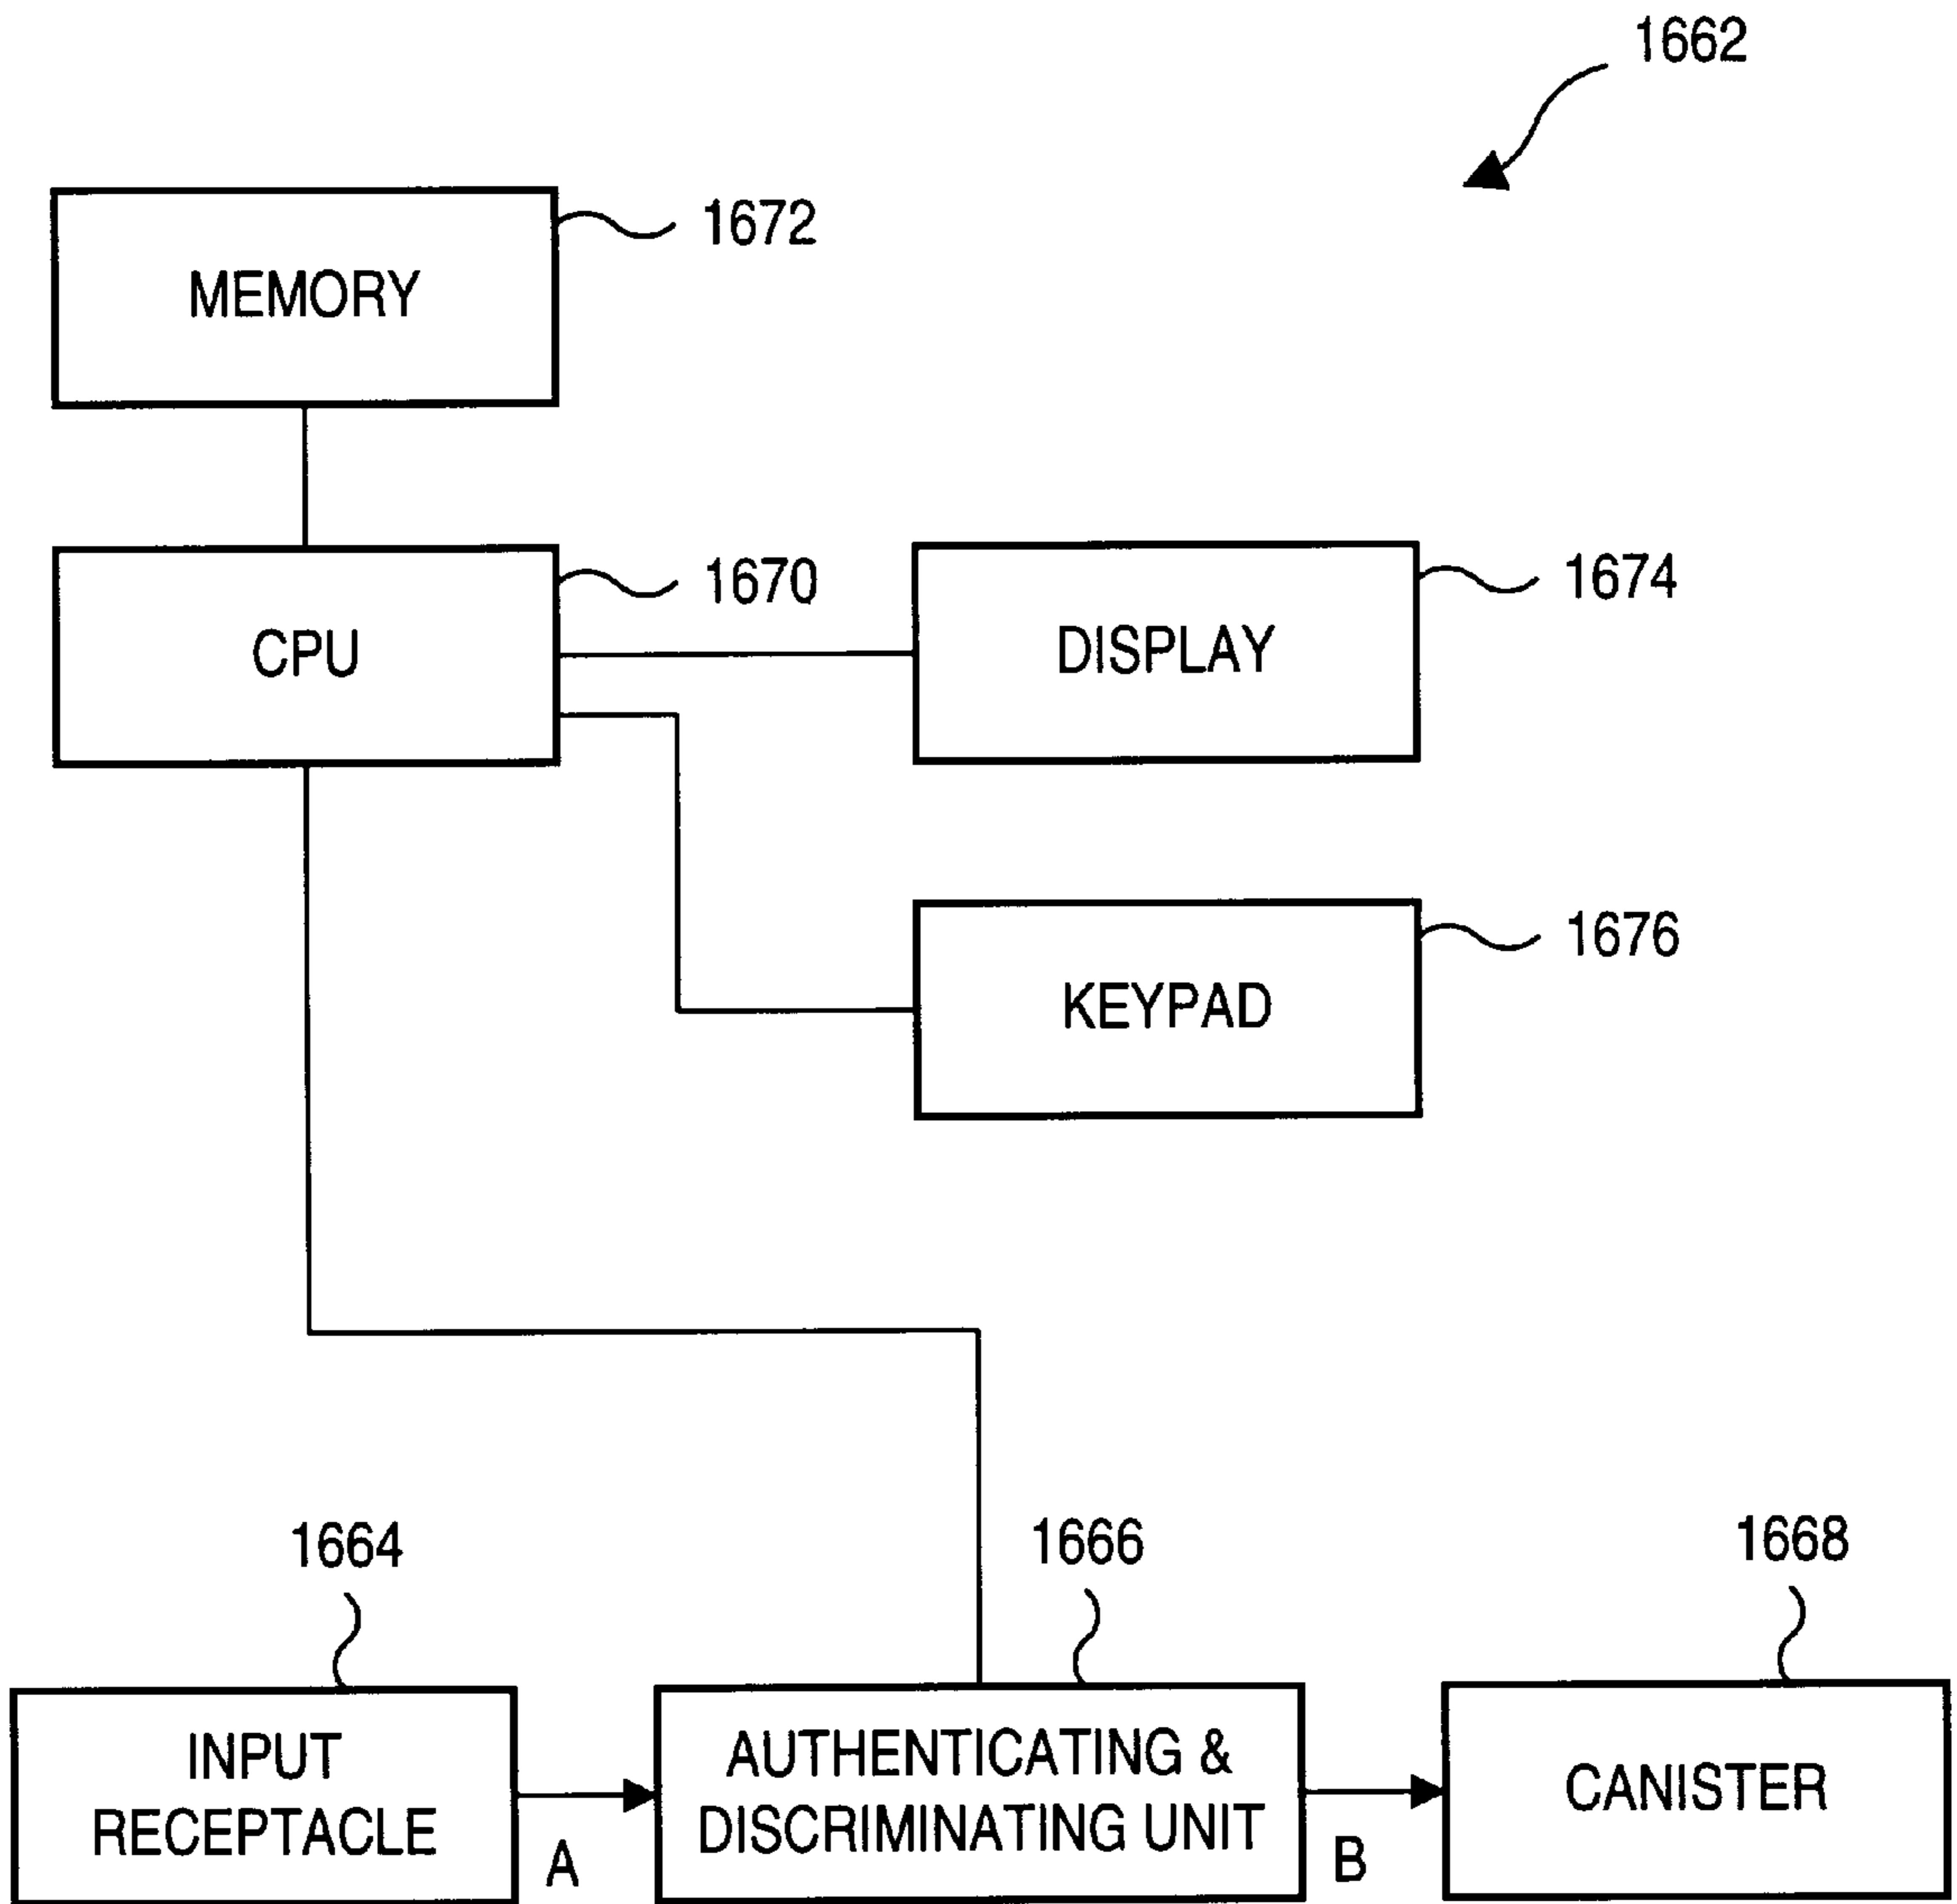 1662
1672
MEMORY
1670
CPU
1674
DISPLAY
1676
KEYPAD
1664
1666
1668
INPUT
RECEPTACLE
A
AUTHENTICATING &
DISCRIMINATING UNIT
B
CANISTER